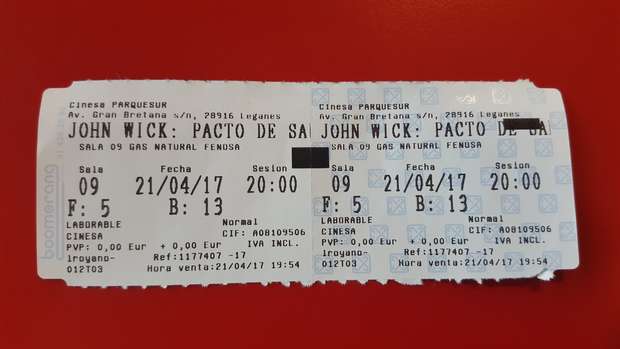 Cinesa PARQUESUR
Av. Gran Bretana s/n, 28916 Leganes
JOHN WICK: PACTO DE SA
SALA 09 GAS NATURAL FENOSA
Sala Fecha Sesion
09 21/04/17 20:00
F: 5 B: 13
LABORABLE Normal
CINESA CIF: A08109506
PVP: 0,00 Eur + 0,00 Eur IVA INCL.
lroyano- Ref:1177407 -17
012T03 Hora venta:21/04/17 19:54
boomerang
Cinesa PARQUESUR
Av. Gran Bretana s/n, 28916 Leganes
JOHN WICK: PACTO DE SA
SALA 09 GAS NATURAL FENOSA
Sala Fecha Sesion
09 21/04/17 20:00
F: 5 B: 13
LABORABLE Normal
CINESA CIF: A08109506
PVP: 0,00 Eur + 0,00 Eur IVA INCL.
lroyano- Ref:1177407 -17
012T03 Hora venta:21/04/17 19:54